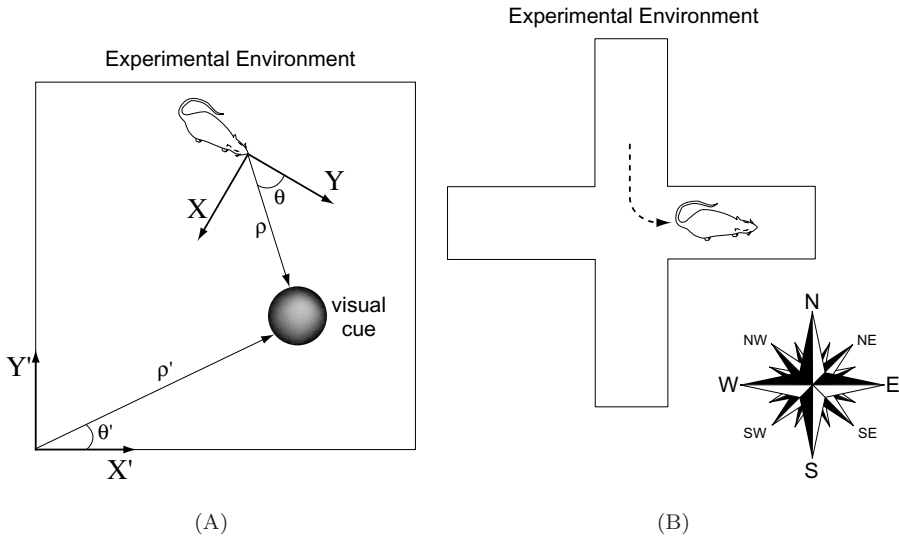 Experimental Environment
X
Y
θ
ρ
visual
cue
Y'
ρ'
θ'
X'
(A)
Experimental Environment
N
NW
NE
W
E
SW
SE
S
(B)